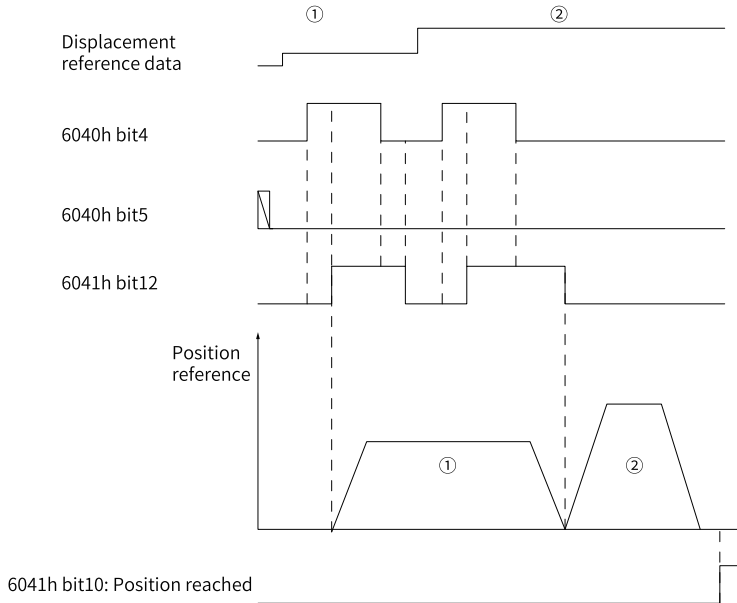 ① ②
Displacement
reference data
6040h bit4
6040h bit5
6041h bit12
Position
reference
① ②
6041h bit10: Position reached